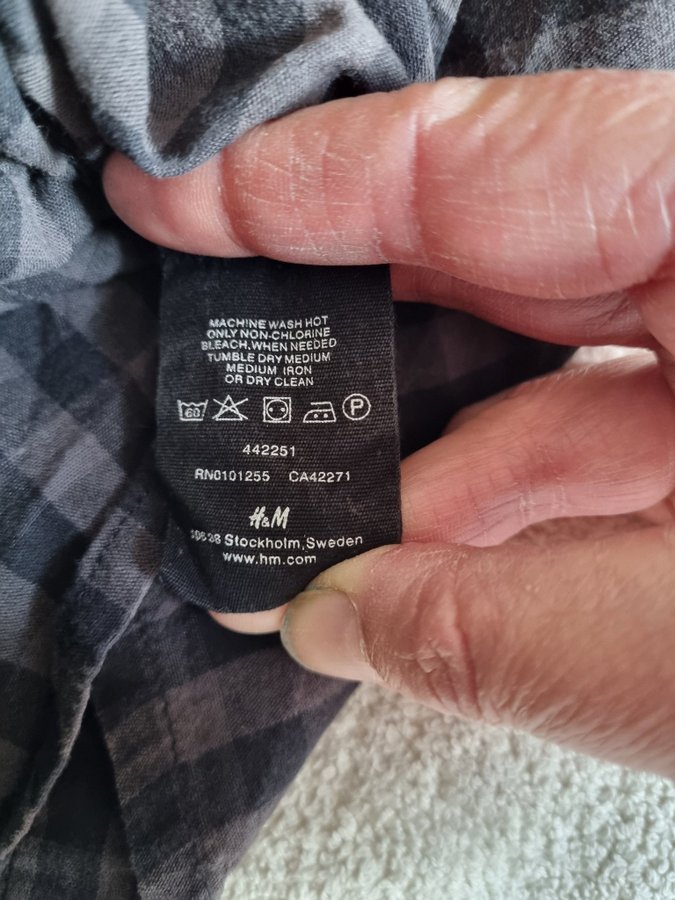 MACHINE WASH HOT
ONLY NON-CHLORINE
BLEACH.WHEN NEEDED
TUMBLE DRY MEDIUM
MEDIUM IRON
OR DRY CLEAN
60 P
442251
RN0101255 CA42271
H&M
Stockholm,Sweden
www.hm.com